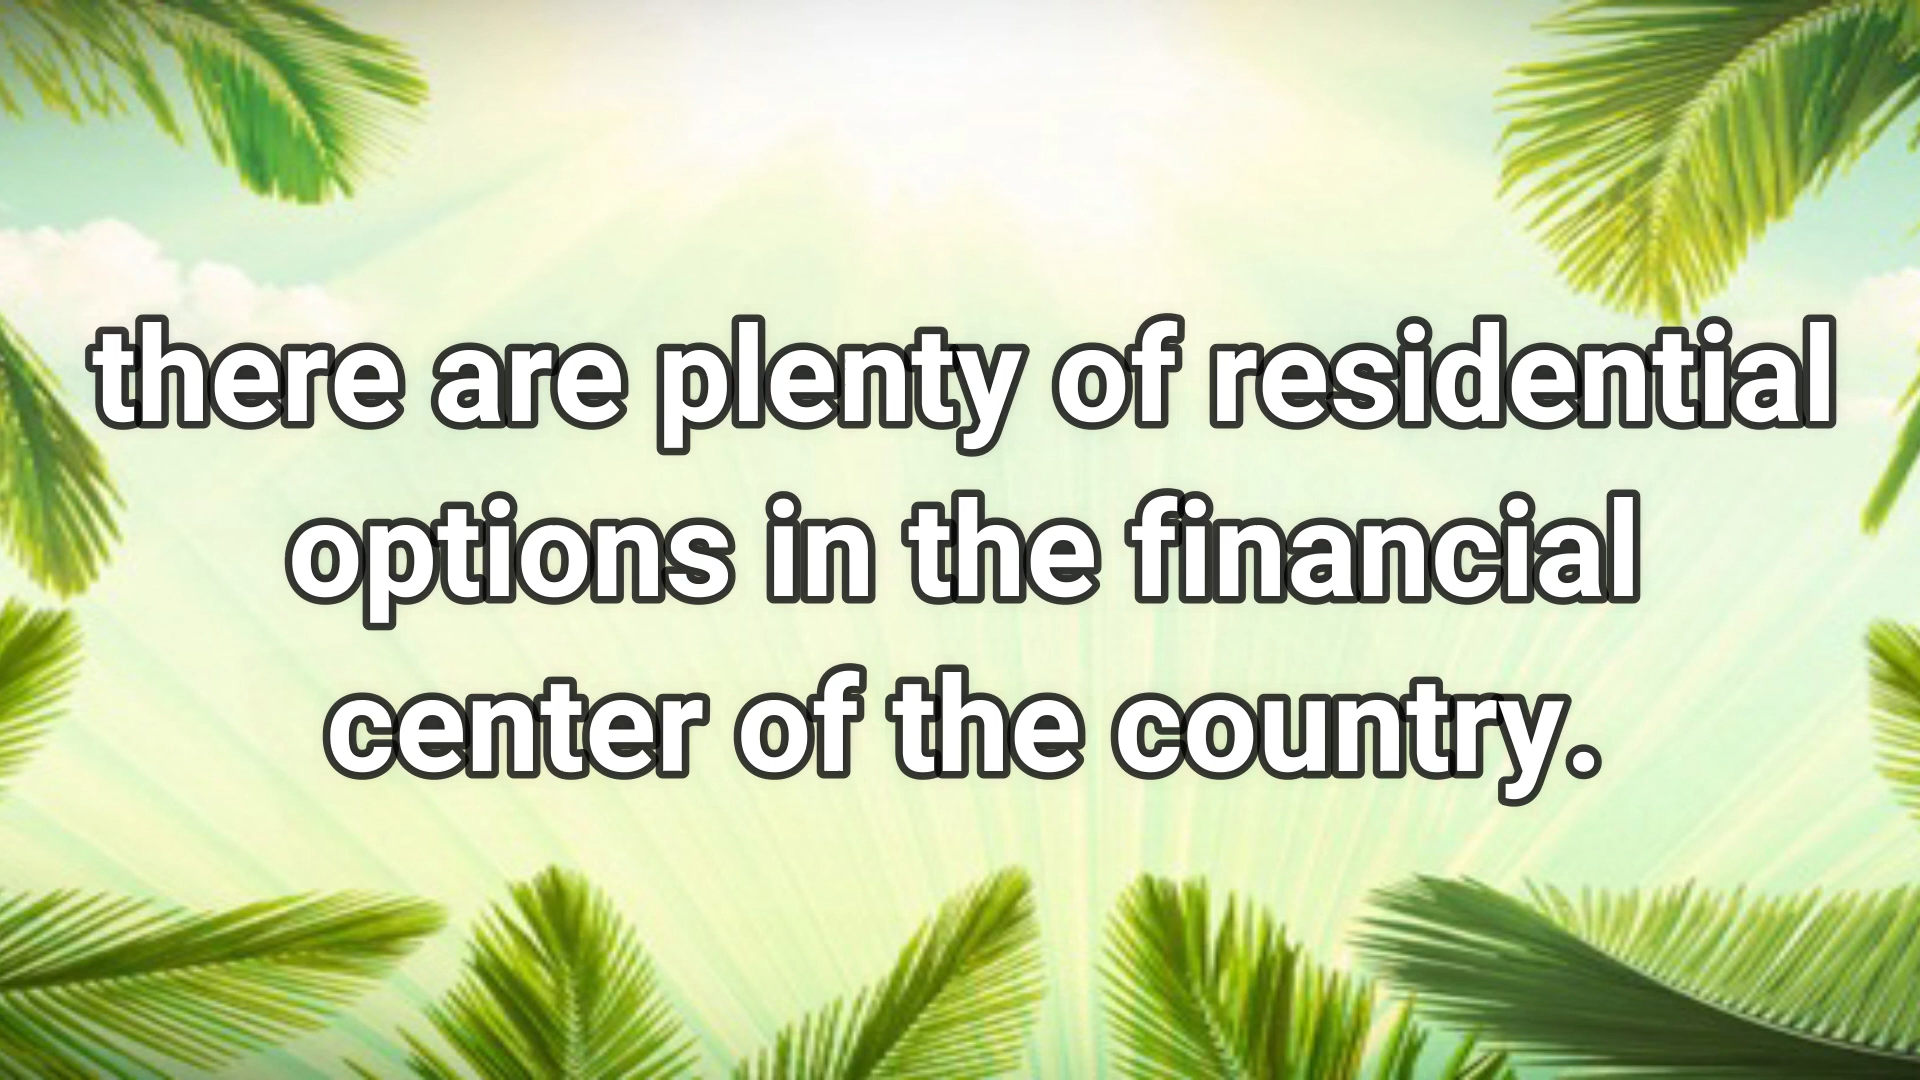 there are plenty of residential
options in the financial
center of the country.